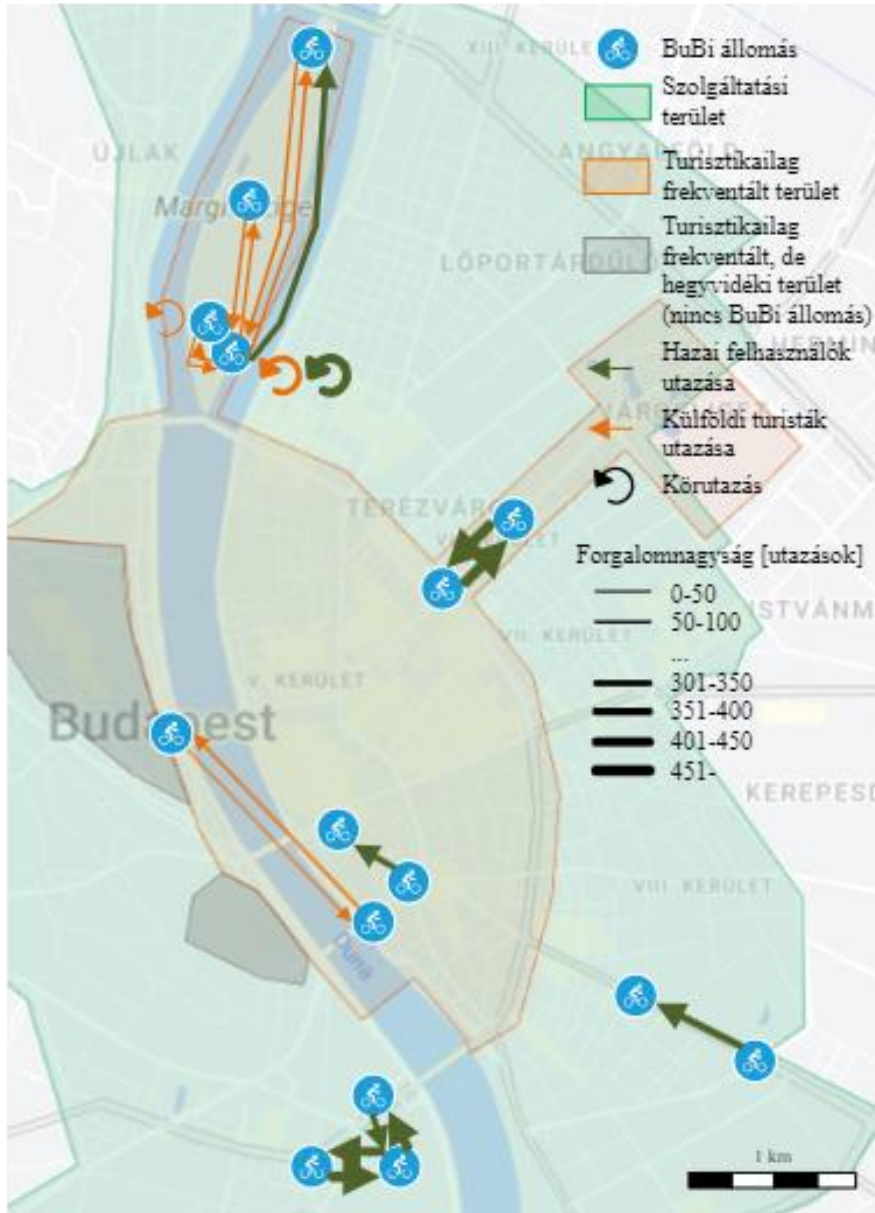 XIII KERÜLET
BuBi állomás
Szolgáltatási
terület
ÚJLAK
ANGYALFÖLD
Turisztikailag
frekventált terület
Turisztikailag
frekventált, de
hegyvidéki terület
(nincs BuBi állomás)
Hazai felhasználók
utazása
Külföldi turisták
utazása
Körutazás
TERÉZVÁROS
Forgalomnagyság [utazások]
0-50
50-100
...
301-350
351-400
401-450
451-
VII. KERÜLET
ISTVÁNM
V. KERÜLET
Budapest
KEREPESD
VIII. KERÜLET
Duna
1 km